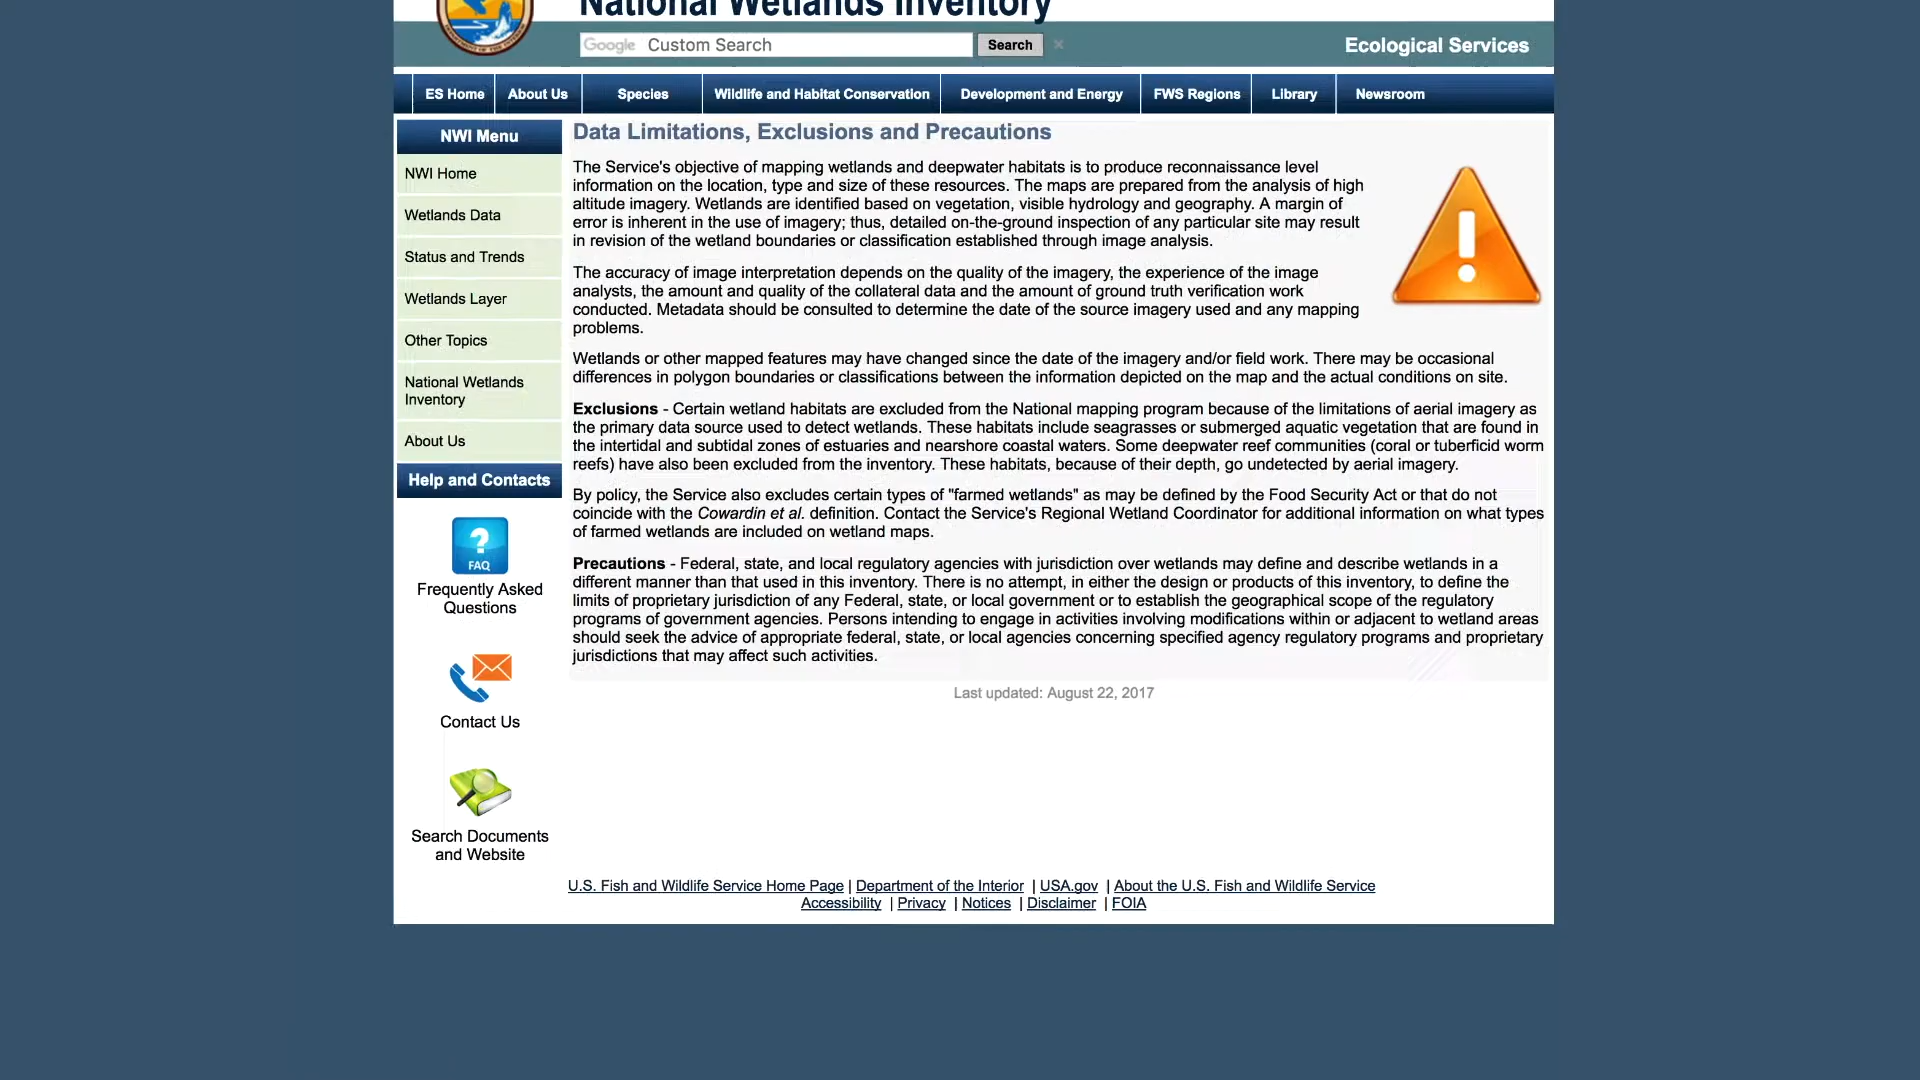 National Wetlands Inventory
Google Custom Search
Search
Ecological Services
ES Home
About Us
Species
Wildlife and Habitat Conservation
Development and Energy
FWS Regions
Library
Newsroom
NWI Menu
NWI Home
Wetlands Data
Status and Trends
Wetlands Layer
Other Topics
National Wetlands
Inventory
About Us
Help and Contacts
?
FAQ
Frequently Asked
Questions
Contact Us
Search Documents
and Website
Data Limitations, Exclusions and Precautions
The Service's objective of mapping wetlands and deepwater habitats is to produce reconnaissance level
information on the location, type and size of these resources. The maps are prepared from the analysis of high
altitude imagery. Wetlands are identified based on vegetation, visible hydrology and geography. A margin of
error is inherent in the use of imagery; thus, detailed on-the-ground inspection of any particular site may result
in revision of the wetland boundaries or classification established through image analysis.
The accuracy of image interpretation depends on the quality of the imagery, the experience of the image
analysts, the amount and quality of the collateral data and the amount of ground truth verification work
conducted. Metadata should be consulted to determine the date of the source imagery used and any mapping
problems.
Wetlands or other mapped features may have changed since the date of the imagery and/or field work. There may be occasional
differences in polygon boundaries or classifications between the information depicted on the map and the actual conditions on site.
Exclusions - Certain wetland habitats are excluded from the National mapping program because of the limitations of aerial imagery as
the primary data source used to detect wetlands. These habitats include seagrasses or submerged aquatic vegetation that are found in
the intertidal and subtidal zones of estuaries and nearshore coastal waters. Some deepwater reef communities (coral or tuberficid worm
reefs) have also been excluded from the inventory. These habitats, because of their depth, go undetected by aerial imagery.
By policy, the Service also excludes certain types of "farmed wetlands" as may be defined by the Food Security Act or that do not
coincide with the Cowardin et al. definition. Contact the Service's Regional Wetland Coordinator for additional information on what types
of farmed wetlands are included on wetland maps.
Precautions - Federal, state, and local regulatory agencies with jurisdiction over wetlands may define and describe wetlands in a
different manner than that used in this inventory. There is no attempt, in either the design or products of this inventory, to define the
limits of proprietary jurisdiction of any Federal, state, or local government or to establish the geographical scope of the regulatory
programs of government agencies. Persons intending to engage in activities involving modifications within or adjacent to wetland areas
should seek the advice of appropriate federal, state, or local agencies concerning specified agency regulatory programs and proprietary
jurisdictions that may affect such activities.
Last updated: August 22, 2017
U.S. Fish and Wildlife Service Home Page | Department of the Interior | USA.gov | About the U.S. Fish and Wildlife Service
Accessibility | Privacy | Notices | Disclaimer | FOIA